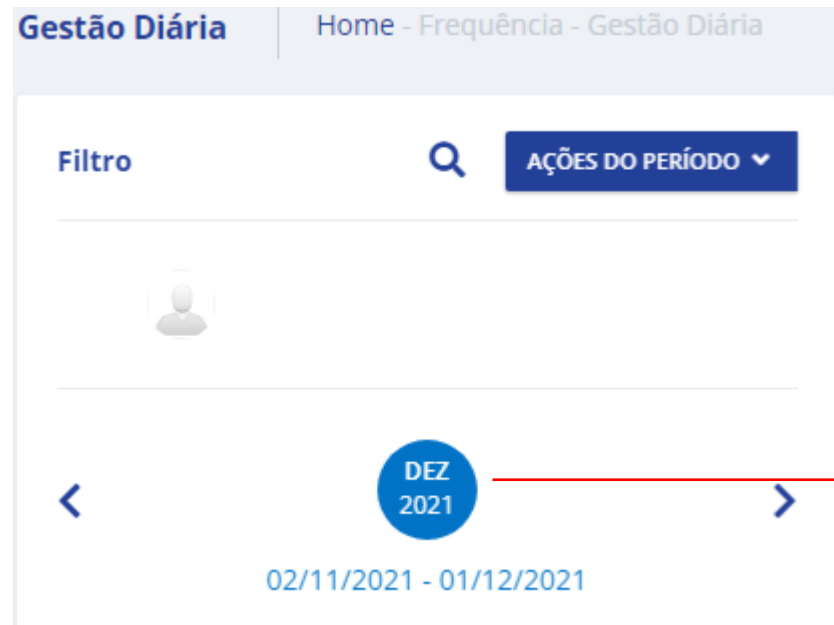 Gestão Diária
Home - Frequência - Gestão Diária
Filtro
AÇÕES DO PERÍODO
DEZ
2021
02/11/2021 - 01/12/2021